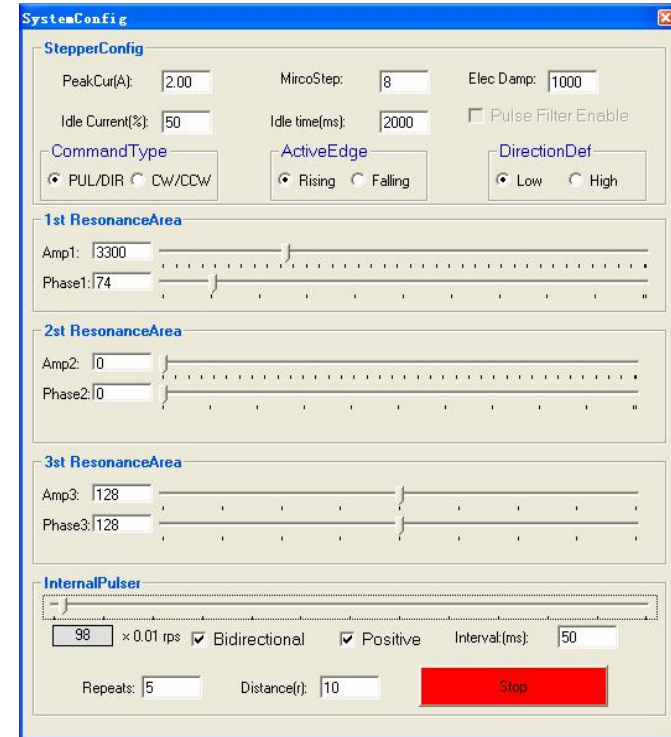 SystemConfig
StepperConfig
PeakCur(A): 2.00 MircoStep: 8 Elec Damp: 1000
Idle Current(%): 50 Idle time(ms): 2000 Pulse Filter Enable
CommandType ActiveEdge DirectionDef
PUL/DIR CW/CCW Rising Falling Low High
1st ResonanceArea
Amp1: 3300
Phase1: 74
2st ResonanceArea
Amp2: 0
Phase2: 0
3st ResonanceArea
Amp3: 128
Phase3: 128
InternalPulser
98 × 0.01 rps Bidirectional Positive Interval:(ms): 50
Repeats: 5 Distance(r): 10 Stop